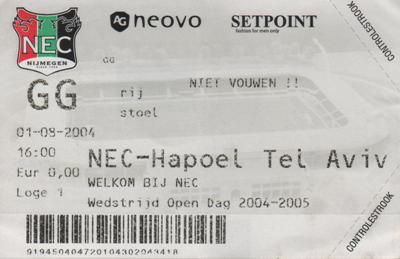 NEC
NIJMEGEN
AG neovo
SETPOINT
fashion for men only
CONTROLESTROOK
GG
GG
rij
NIET VOUWEN !!
stoel
01-08-2004
16:00
NEC-Hapoel Tel Aviv
Eur 0,00
WELKOM BIJ NEC
Loge 1
Wedstrijd Open Dag 2004-2005
CONTROLESTROOK
919450404720104302043418